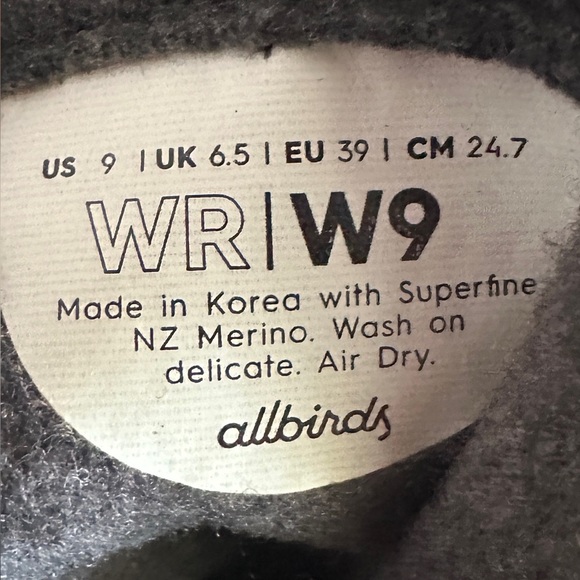 US 9 | UK 6.5 | EU 39 | CM 24.7
WR|W9
Made in Korea with Superfine
NZ Merino. Wash on
delicate. Air Dry.
allbirds